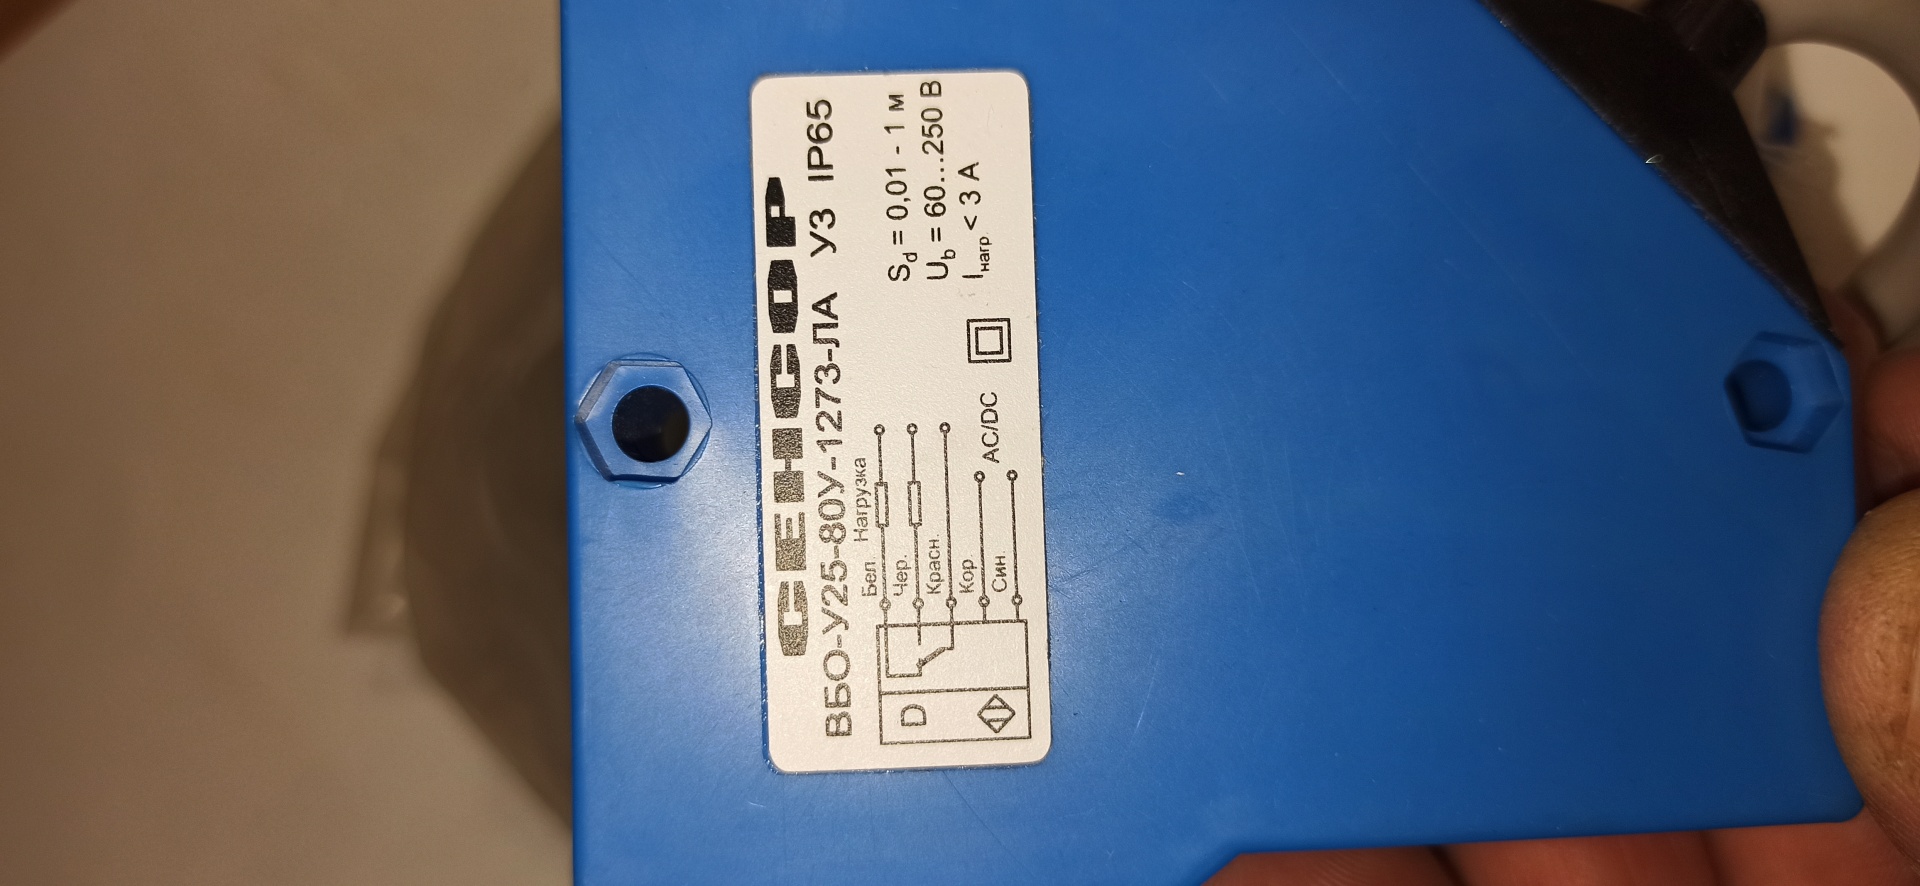 СЕНСОР
ВБО-У25-80У-1273-ЛА У3 IP65
Нагрузка
Бел.
Чер.
Красн.
Кор.
Син.
AC/DC
D
Sd = 0,01 - 1 м
Ub = 60...250 В
Iнагр. < 3 А